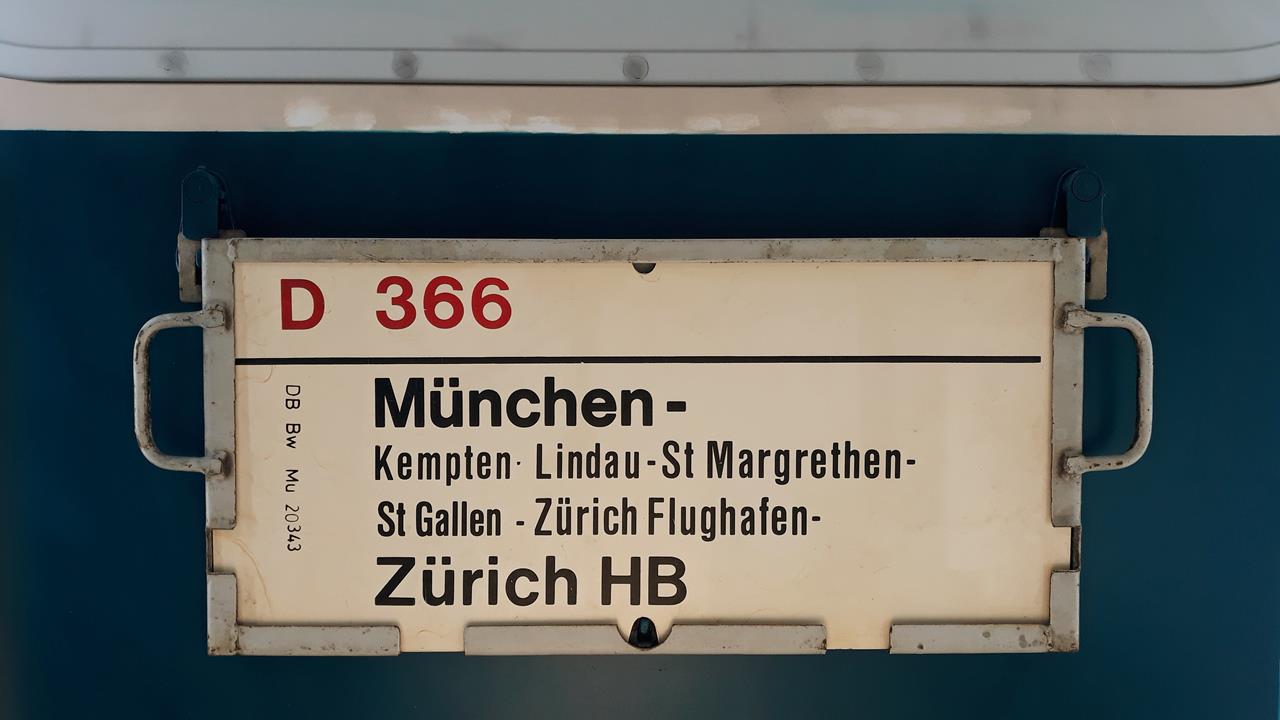 D 366
München -
Kempten· Lindau-St Margrethen-
St Gallen - Zürich Flughafen-
Zürich HB
DB Bw Mu 20343